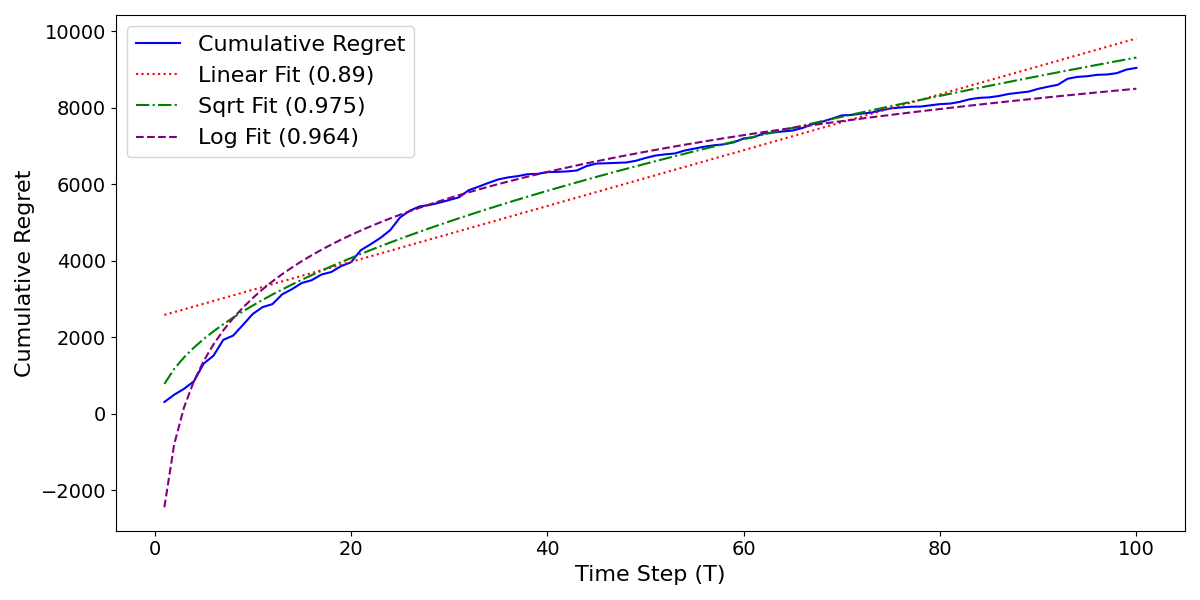 Cumulative Regret
Linear Fit (0.89)
Sqrt Fit (0.975)
Log Fit (0.964)
Cumulative Regret
10000
8000
6000
4000
2000
0
−2000
0 20 40 60 80 100
Time Step (T)